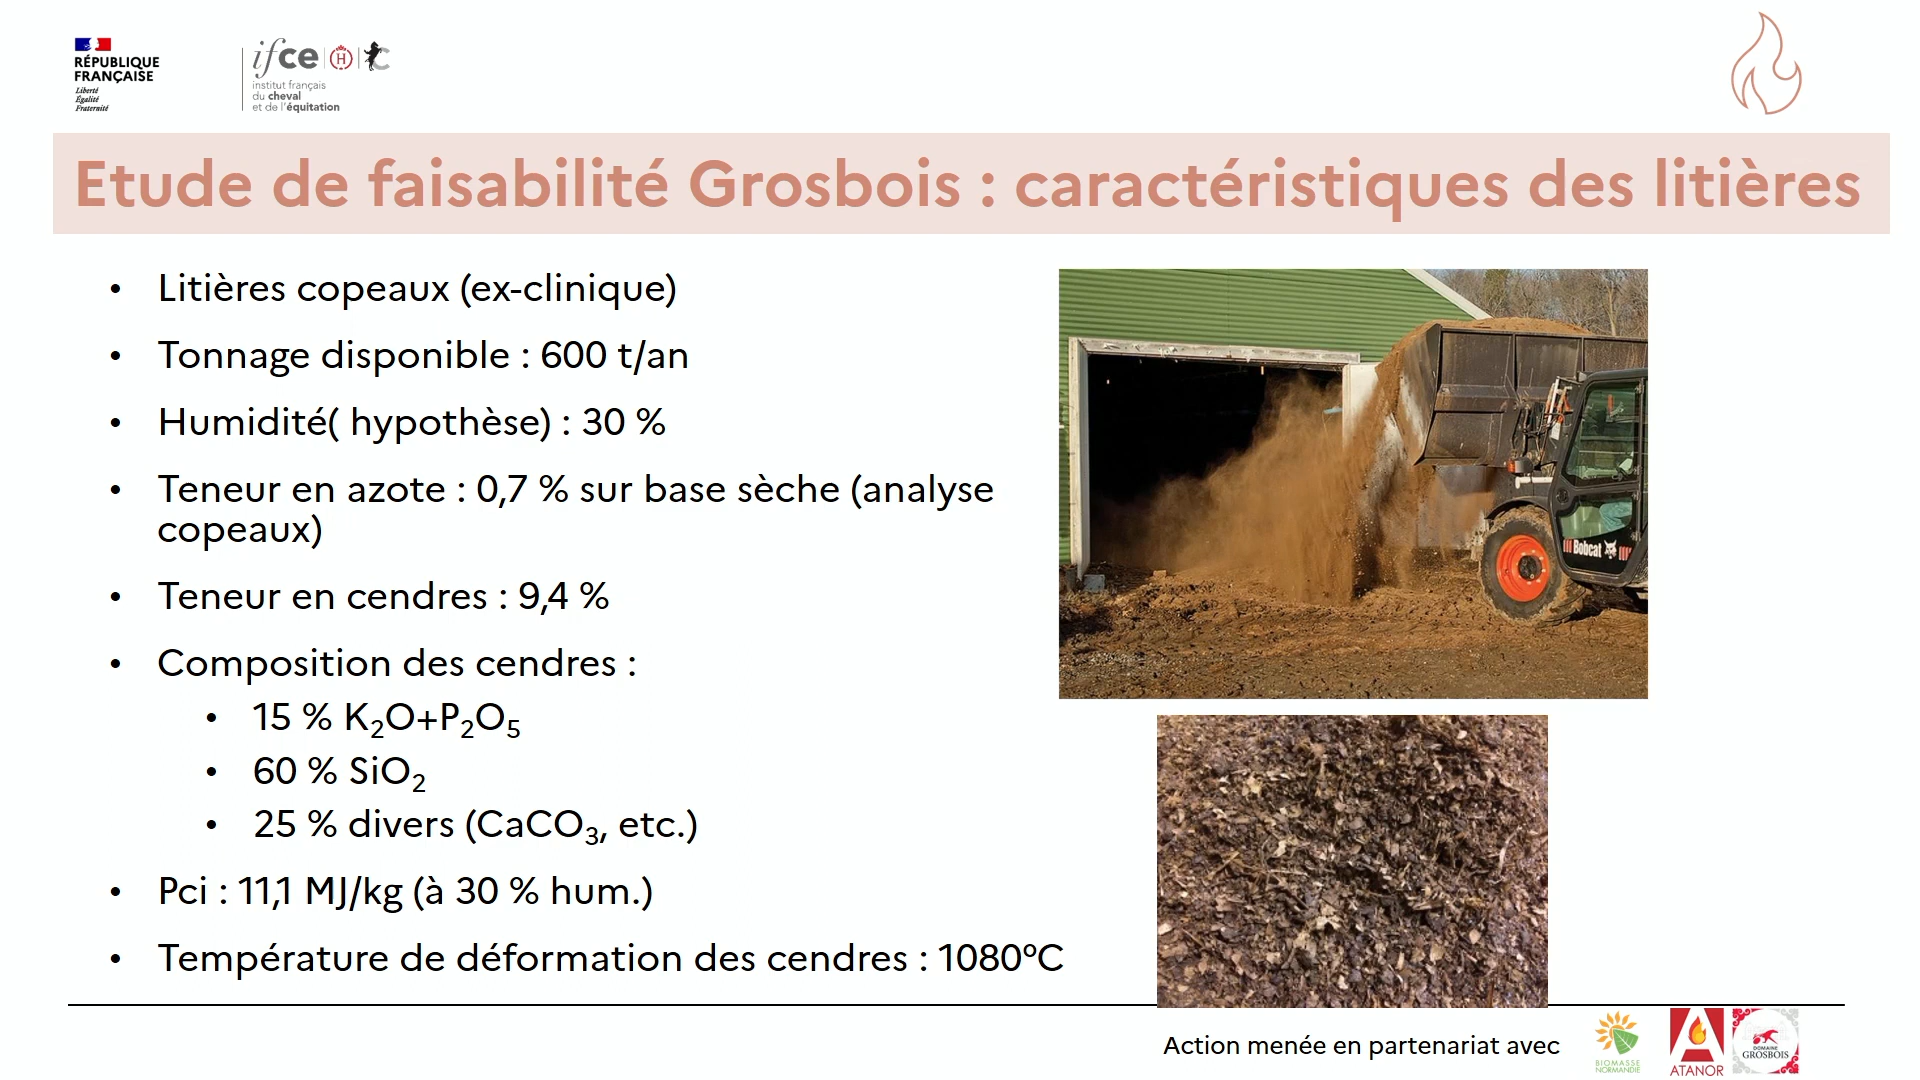 RÉPUBLIQUE
FRANÇAISE
Liberté
Égalité
Fraternité
ifce
H
institut français
du cheval
et de l'équitation
Etude de faisabilité Grosbois : caractéristiques des litières
• Litières copeaux (ex-clinique)
• Tonnage disponible : 600 t/an
• Humidité( hypothèse) : 30 %
• Teneur en azote : 0,7 % sur base sèche (analyse
copeaux)
• Teneur en cendres : 9,4 %
• Composition des cendres :
• 15 % K₂O+P₂O₅
• 60 % SiO₂
• 25 % divers (CaCO₃, etc.)
• Pci : 11,1 MJ/kg (à 30 % hum.)
• Température de déformation des cendres : 1080°C
Bobcat
Action menée en partenariat avec
BIOMASSE
NORMANDIE
ATANOR
DOMAINE
GROSBOIS